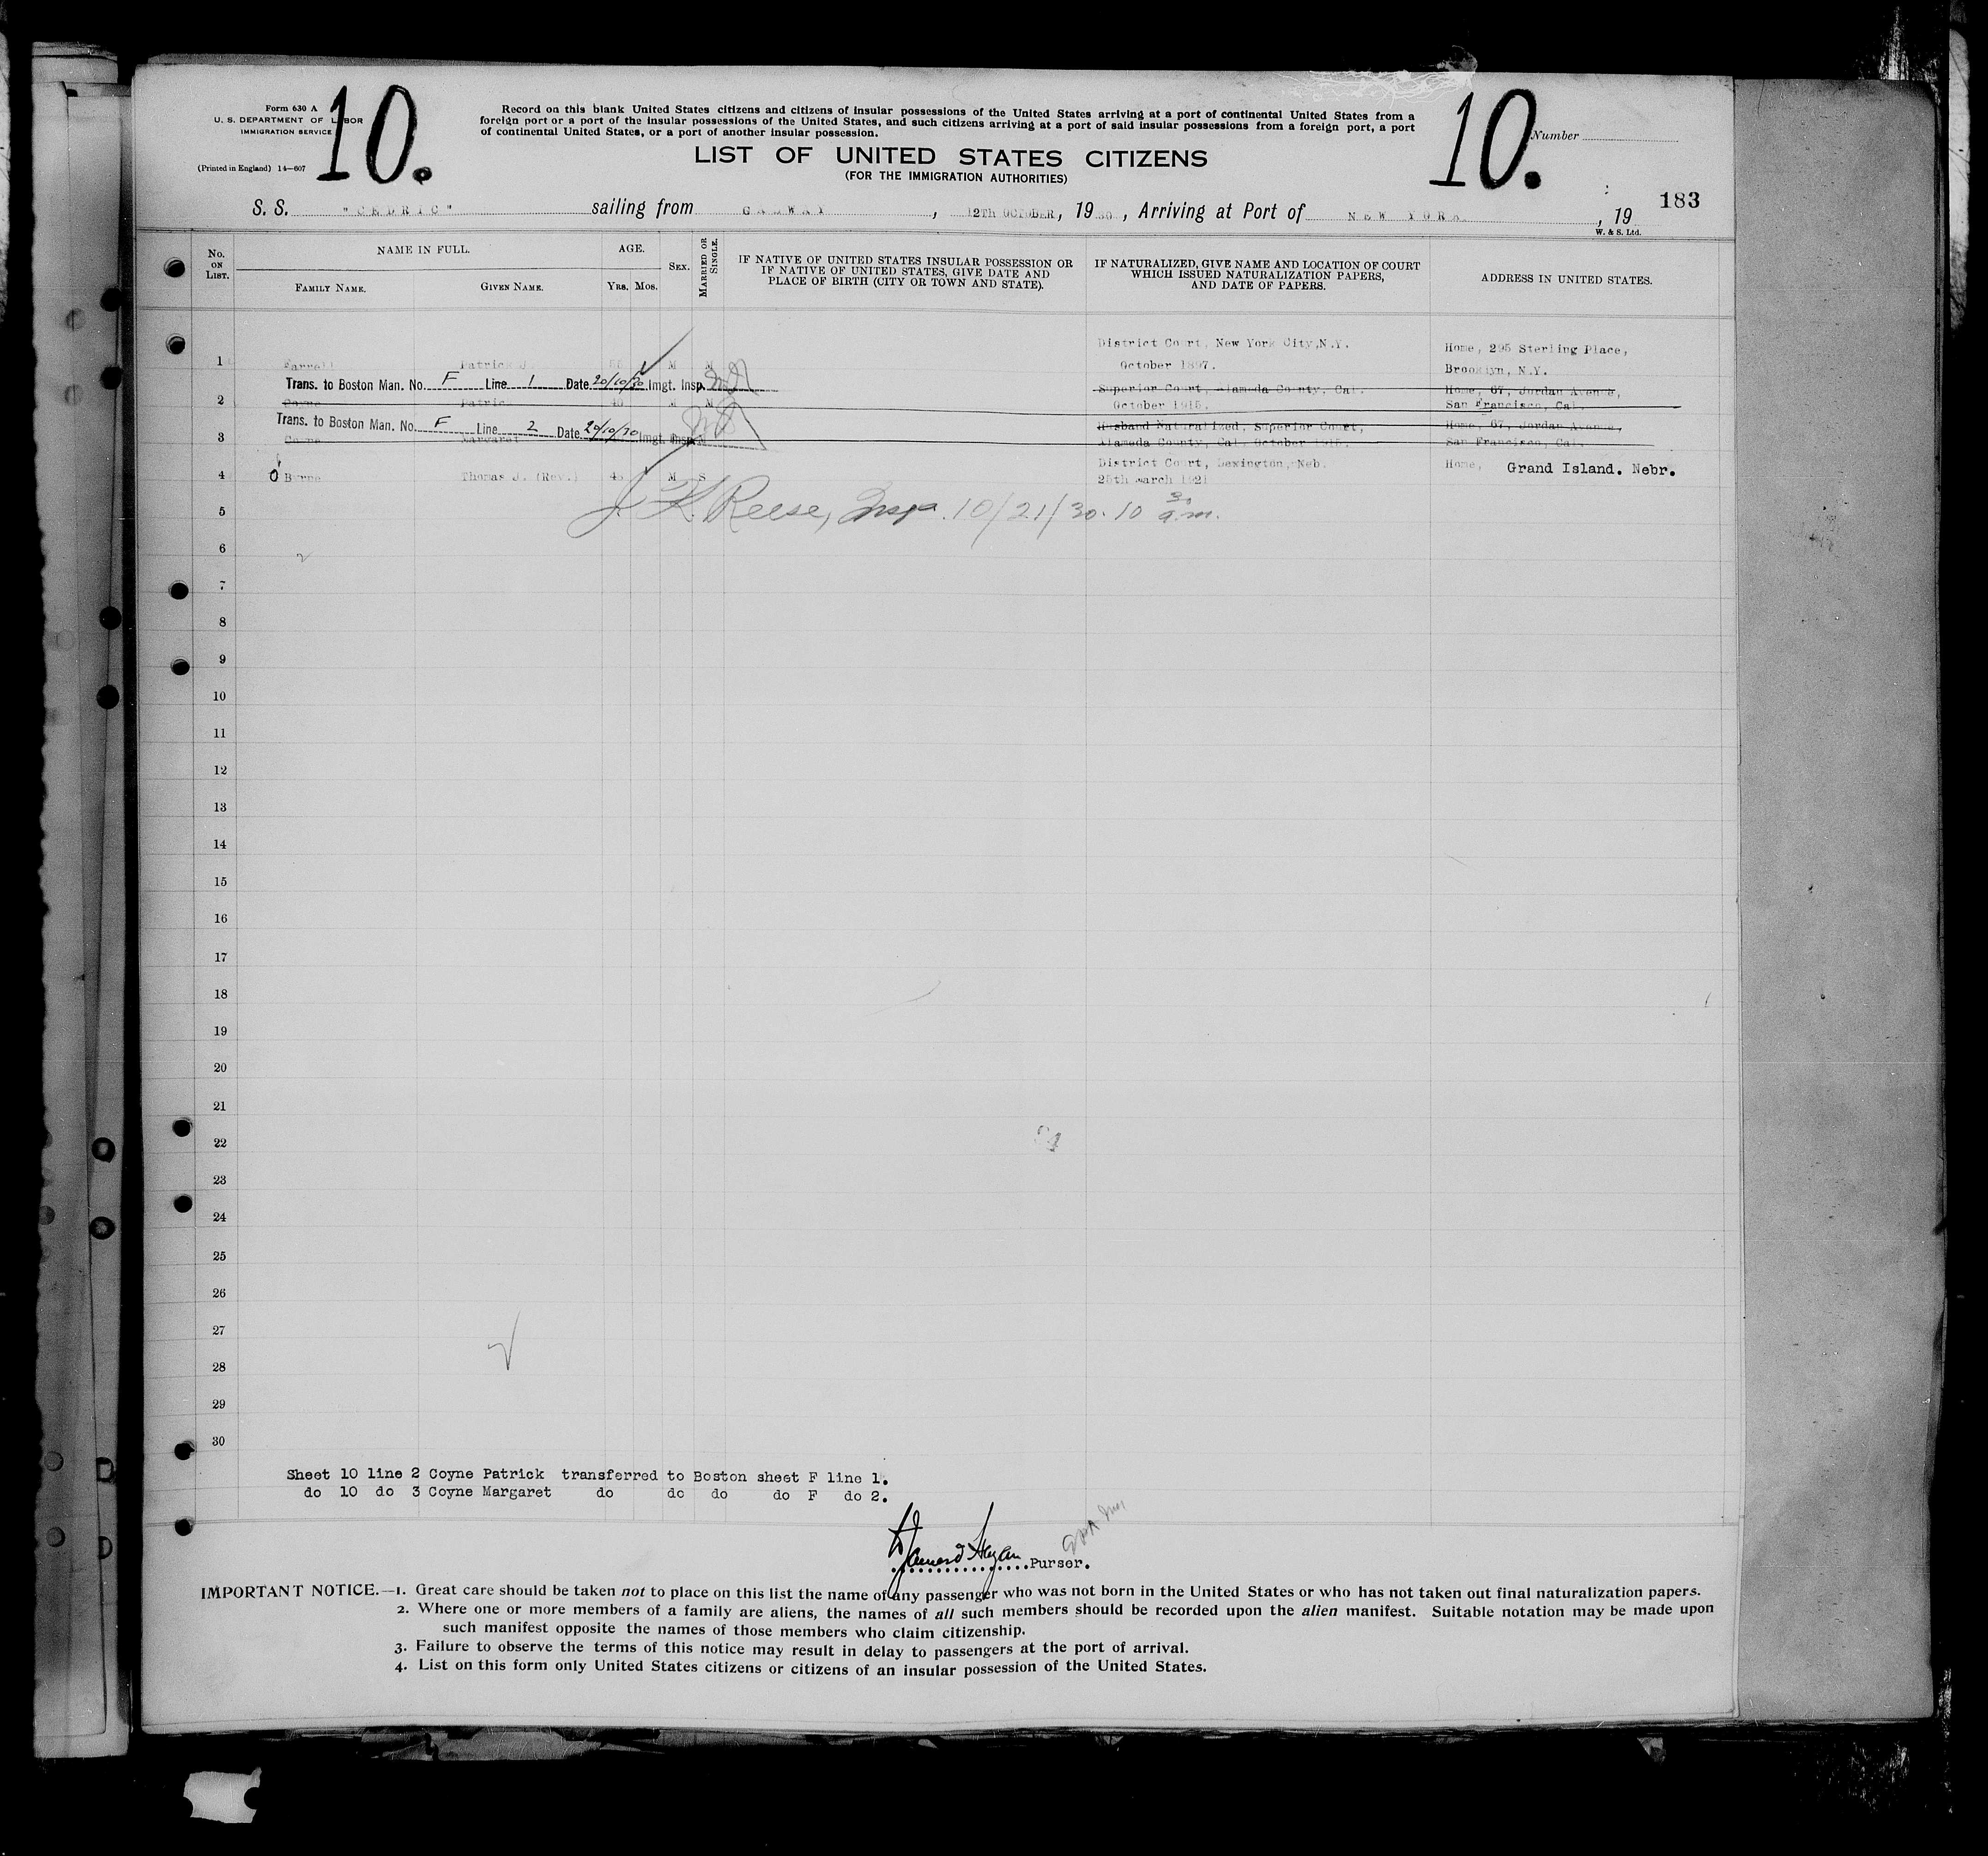 Form 630 A
U. S. DEPARTMENT OF LABOR
IMMIGRATION SERVICE
(Printed in England) 14—607
10.
Record on this blank United States citizens and citizens of insular possessions of the United States arriving at a port of continental United States from a
foreign port or a port of the insular possessions of the United States, and such citizens arriving at a port of said insular possessions from a foreign port, a port
of continental United States, or a port of another insular possession.
10.
Number
LIST OF UNITED STATES CITIZENS
(FOR THE IMMIGRATION AUTHORITIES)
183
S. S. "CEDRIC" sailing from GALWAY, 12TH OCTOBER, 1930, Arriving at Port of NEW YORK, 19
W. & S. Ltd.
No. ON LIST.
NAME IN FULL.
FAMILY NAME.
GIVEN NAME.
AGE.
YRS.
MOS.
SEX.
MARRIED OR SINGLE.
IF NATIVE OF UNITED STATES INSULAR POSSESSION OR
IF NATIVE OF UNITED STATES, GIVE DATE AND
PLACE OF BIRTH (CITY OR TOWN AND STATE).
IF NATURALIZED, GIVE NAME AND LOCATION OF COURT
WHICH ISSUED NATURALIZATION PAPERS,
AND DATE OF PAPERS.
ADDRESS IN UNITED STATES.
District Court, New York City, N.Y. Home, 295 Sterling Place,
1 Farrell Patrick J. M M October 1897. Brooklyn, N.Y.
Trans. to Boston Man. No. F Line 1 Date 20/10/30 Imgt. Insp. Superior Court, Alameda County, Cal. Home, 67, Jordan Avenue,
2 Coyne Patrick M M October 1915. San Francisco, Cal.
Trans. to Boston Man. No. F Line 2 Date 20/10/30 Imgt. Insp. Husband Naturalized. Superior Court, Home, 67, Jordan Avenue,
3 Coyne Margaret M Alameda County, Cal. October 1915. San Francisco, Cal.
District Court, Lexington, Neb. Home, Grand Island. Nebr.
4 O'Byrne Thomas J. (Rev.) M S 25th March 1921
5 J. K. Reese, Insp. 10/21/30. 10 30 a.m.
6
7
8
9
10
11
12
13
14
15
16
17
18
19
20
21
22
23
24
25
26
27
28
29
30
Sheet 10 line 2 Coyne Patrick transferred to Boston sheet F line 1.
do 10 do 3 Coyne Margaret do do do do F do 2.
Purser.
IMPORTANT NOTICE.—1. Great care should be taken not to place on this list the name of any passenger who was not born in the United States or who has not taken out final naturalization papers.
2. Where one or more members of a family are aliens, the names of all such members should be recorded upon the alien manifest. Suitable notation may be made upon
such manifest opposite the names of those members who claim citizenship.
3. Failure to observe the terms of this notice may result in delay to passengers at the port of arrival.
4. List on this form only United States citizens or citizens of an insular possession of the United States.